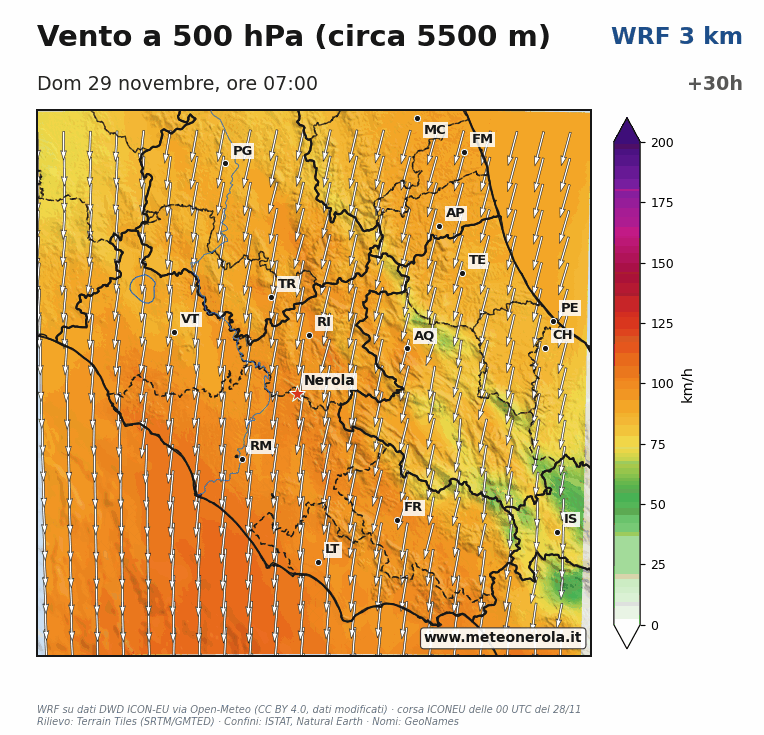 Vento a 500 hPa (circa 5500 m)
WRF 3 km
Dom 29 novembre, ore 07:00
+30h
MC
FM
PG
AP
TE
TR
PE
VT
RI
CH
AQ
Nerola
RM
FR
IS
LT
www.meteonerola.it
200
175
150
125
100
75
50
25
0
km/h
WRF su dati DWD ICON-EU via Open-Meteo (CC BY 4.0, dati modificati) · corsa ICONEU delle 00 UTC del 28/11
Rilievo: Terrain Tiles (SRTM/GMTED) · Confini: ISTAT, Natural Earth · Nomi: GeoNames